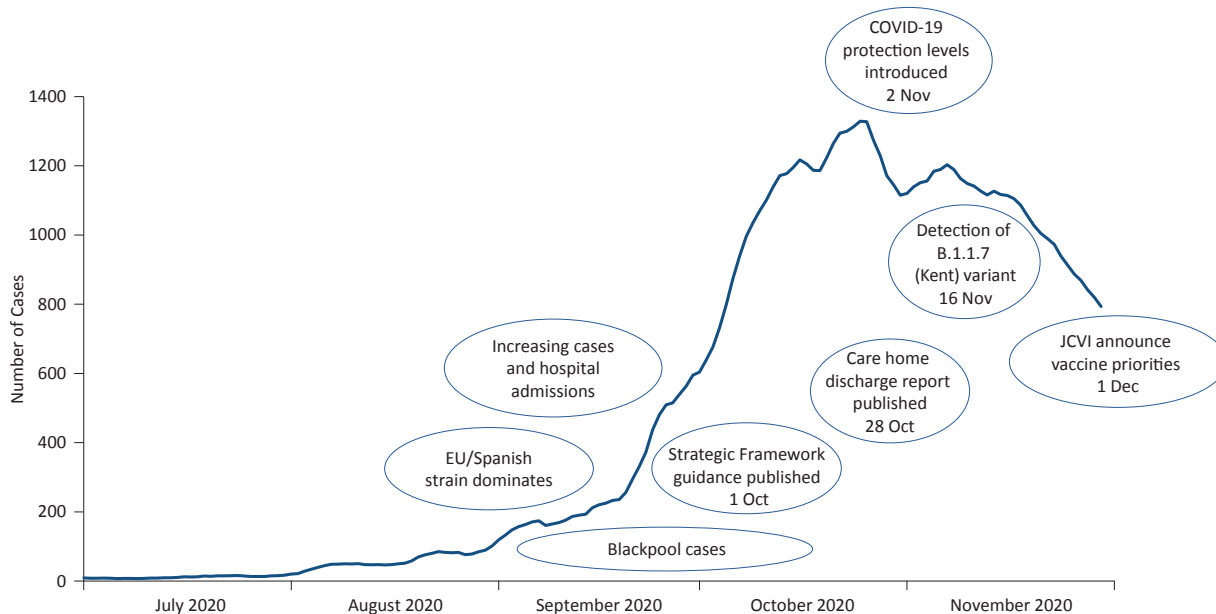 COVID-19
protection levels
introduced
2 Nov
1400
1200
1000
800
600
400
200
0
Number of Cases
Detection of
B.1.1.7
(Kent) variant
16 Nov
Increasing cases
and hospital
admissions
JCVI announce
vaccine priorities
1 Dec
Care home
discharge report
published
28 Oct
EU/Spanish
strain dominates
Strategic Framework
guidance published
1 Oct
Blackpool cases
July 2020
August 2020
September 2020
October 2020
November 2020